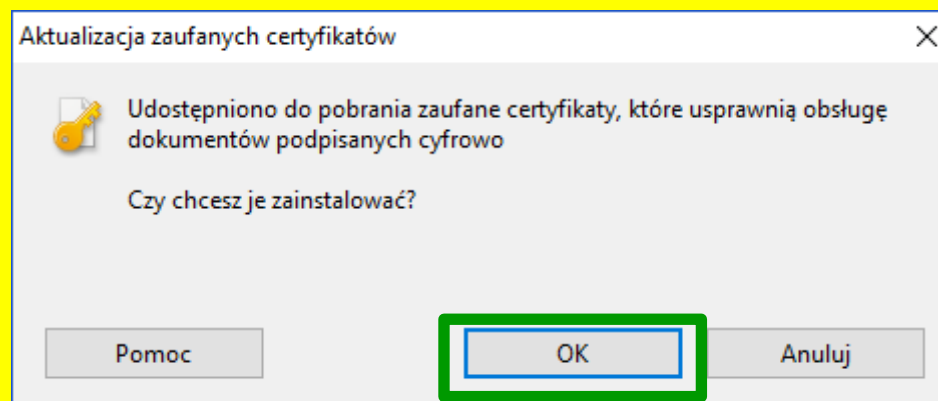 Aktualizacja zaufanych certyfikatów
Udostępniono do pobrania zaufane certyfikaty, które usprawnią obsługę
dokumentów podpisanych cyfrowo
Czy chcesz je zainstalować?
Pomoc
OK
Anuluj